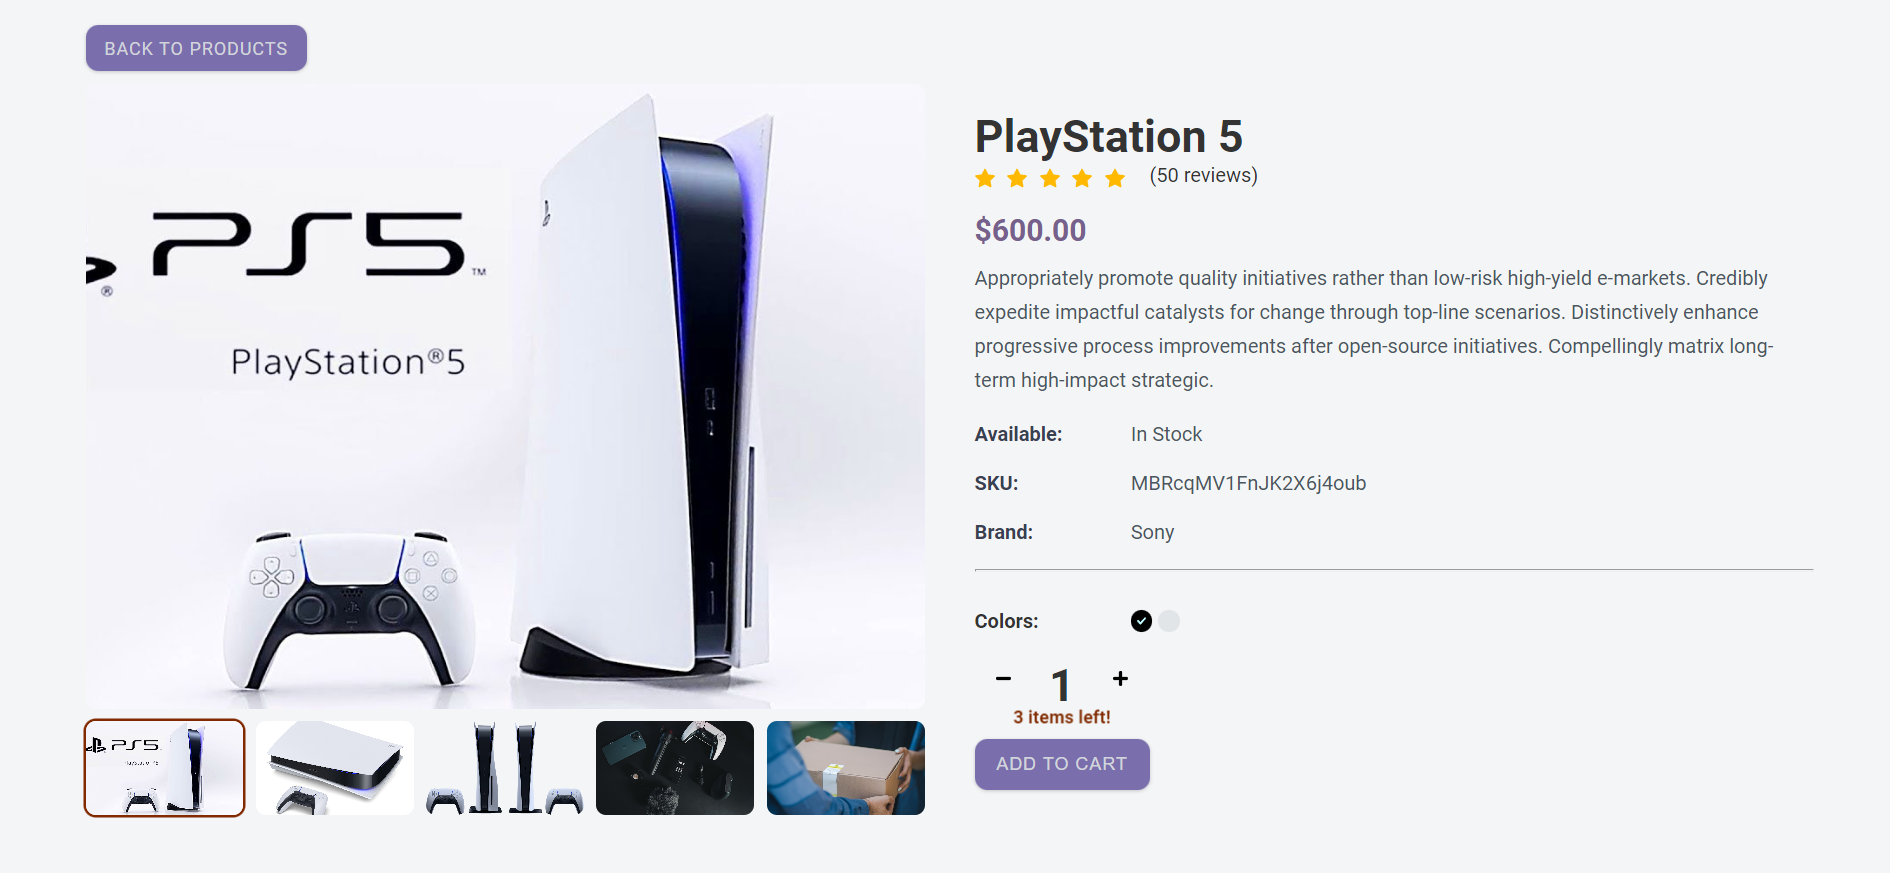 BACK TO PRODUCTS
PS5™
®
PlayStation®5
PS5
PlayStation 5
(50 reviews)
$600.00
Appropriately promote quality initiatives rather than low-risk high-yield e-markets. Credibly
expedite impactful catalysts for change through top-line scenarios. Distinctively enhance
progressive process improvements after open-source initiatives. Compellingly matrix long-
term high-impact strategic.
Available: In Stock
SKU: MBRcqMV1FnJK2X6j4oub
Brand: Sony
Colors:
− 1 +
3 items left!
ADD TO CART